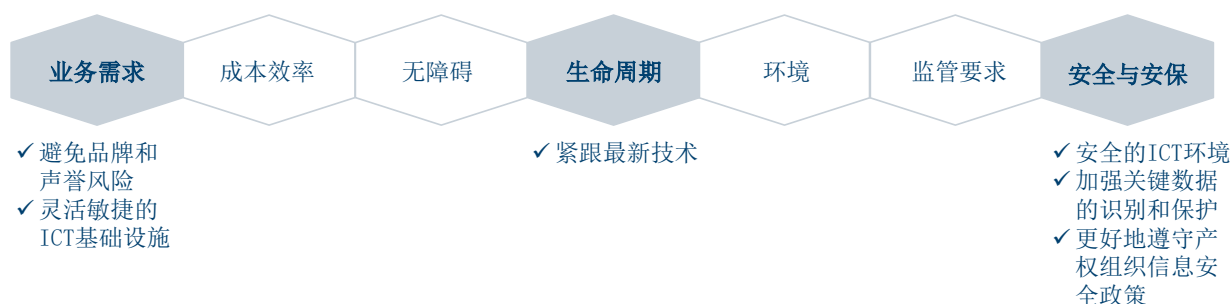 业务需求
成本效率
无障碍
生命周期
环境
监管要求
安全与安保
✓ 避免品牌和
声誉风险
✓ 灵活敏捷的
ICT基础设施
✓ 紧跟最新技术
✓ 安全的ICT环境
✓ 加强关键数据
的识别和保护
✓ 更好地遵守产
权组织信息安
全政策